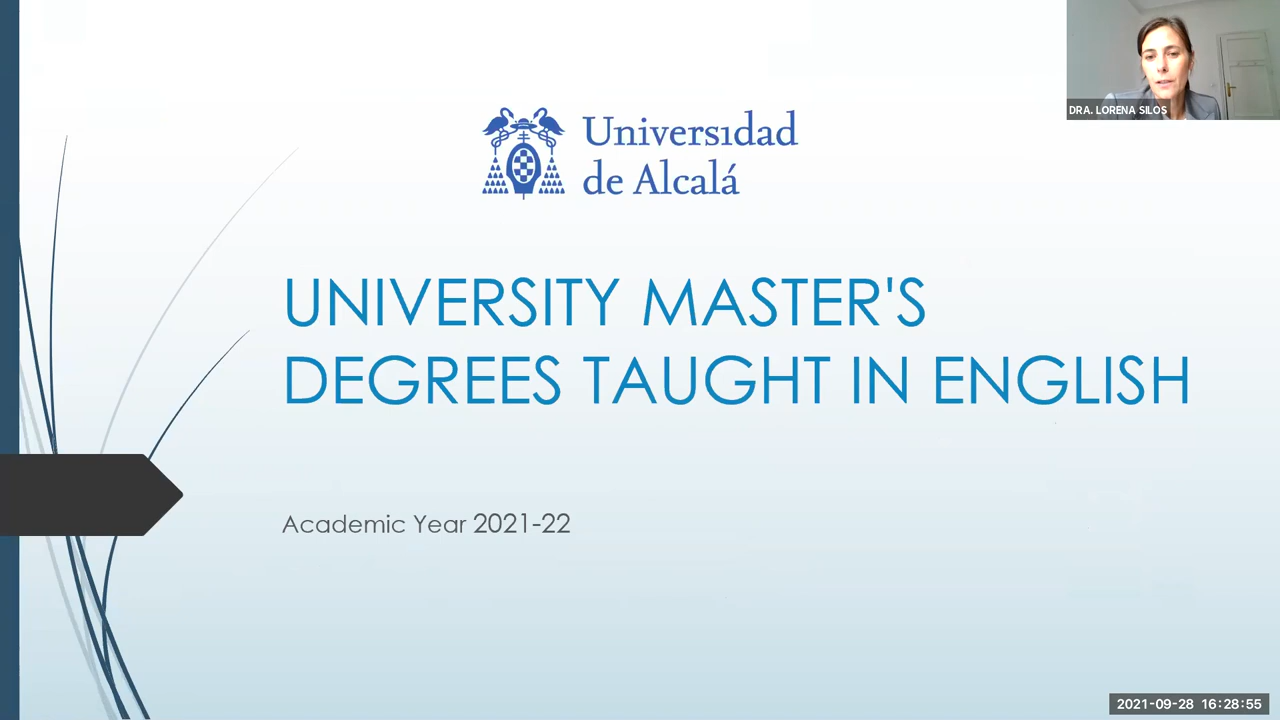 DRA. LORENA SILOS
Universidad
de Alcalá
UNIVERSITY MASTER'S
DEGREES TAUGHT IN ENGLISH
Academic Year 2021-22
2021-09-28 16:28:55